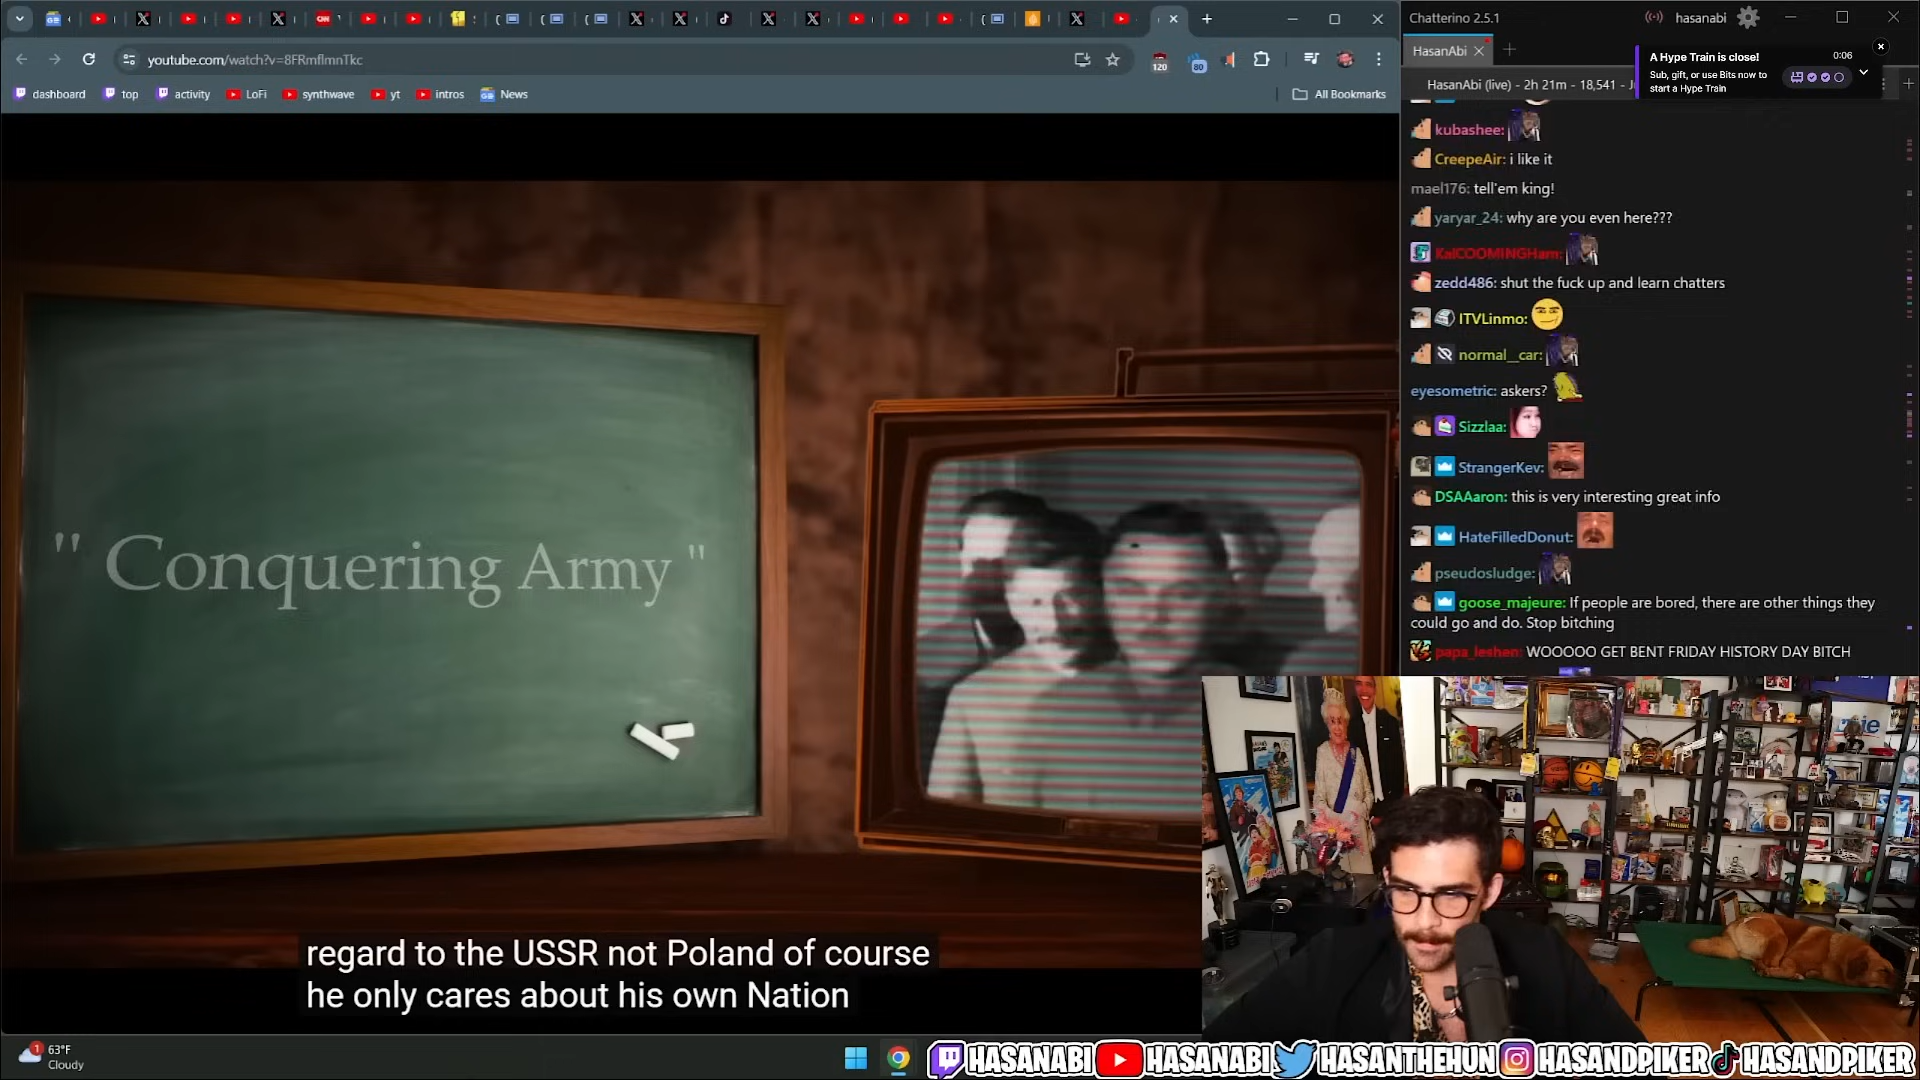 youtube.com/watch?v=8FRmflmnTkc
120
80
dashboard
top
activity
LoFi
synthwave
yt
intros
News
All Bookmarks
" Conquering Army "
regard to the USSR not Poland of course
he only cares about his own Nation
Chatterino 2.5.1
hasanabi
HasanAbi
HasanAbi (live) - 2h 21m - 18,541 -
A Hype Train is close!
0:06
Sub, gift, or use Bits now to
start a Hype Train
kubashee:
CreepeAir: i like it
mael176: tell'em king!
yaryar_24: why are you even here???
KalCOOMINGHam:
zedd486: shut the fuck up and learn chatters
ITVLinmo:
normal__car:
eyesometric: askers?
Sizzlaa:
StrangerKev:
DSAAaron: this is very interesting great info
HateFilledDonut:
pseudosludge:
goose_majeure: If people are bored, there are other things they
could go and do. Stop bitching
papa_leshen: WOOOOO GET BENT FRIDAY HISTORY DAY BITCH
1
63°F
Cloudy
HASANABI
HASANABI
HASANTHEHUN
HASANDPIKER
HASANDPIKER